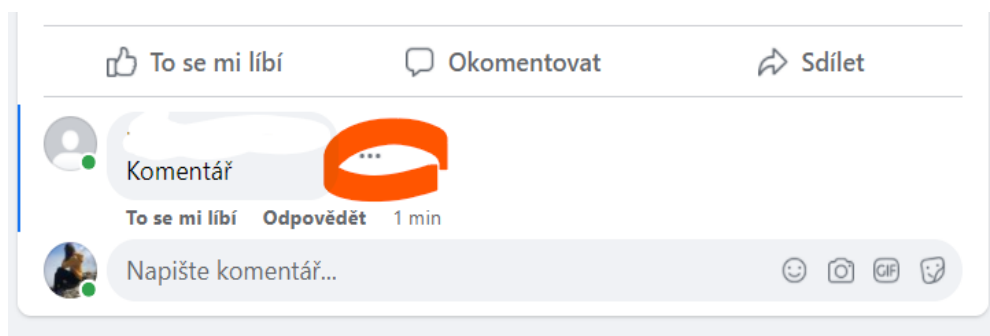 To se mi líbí Okomentovat Sdílet
Komentář
To se mi líbí Odpovědět 1 min
Napište komentář...
GIF